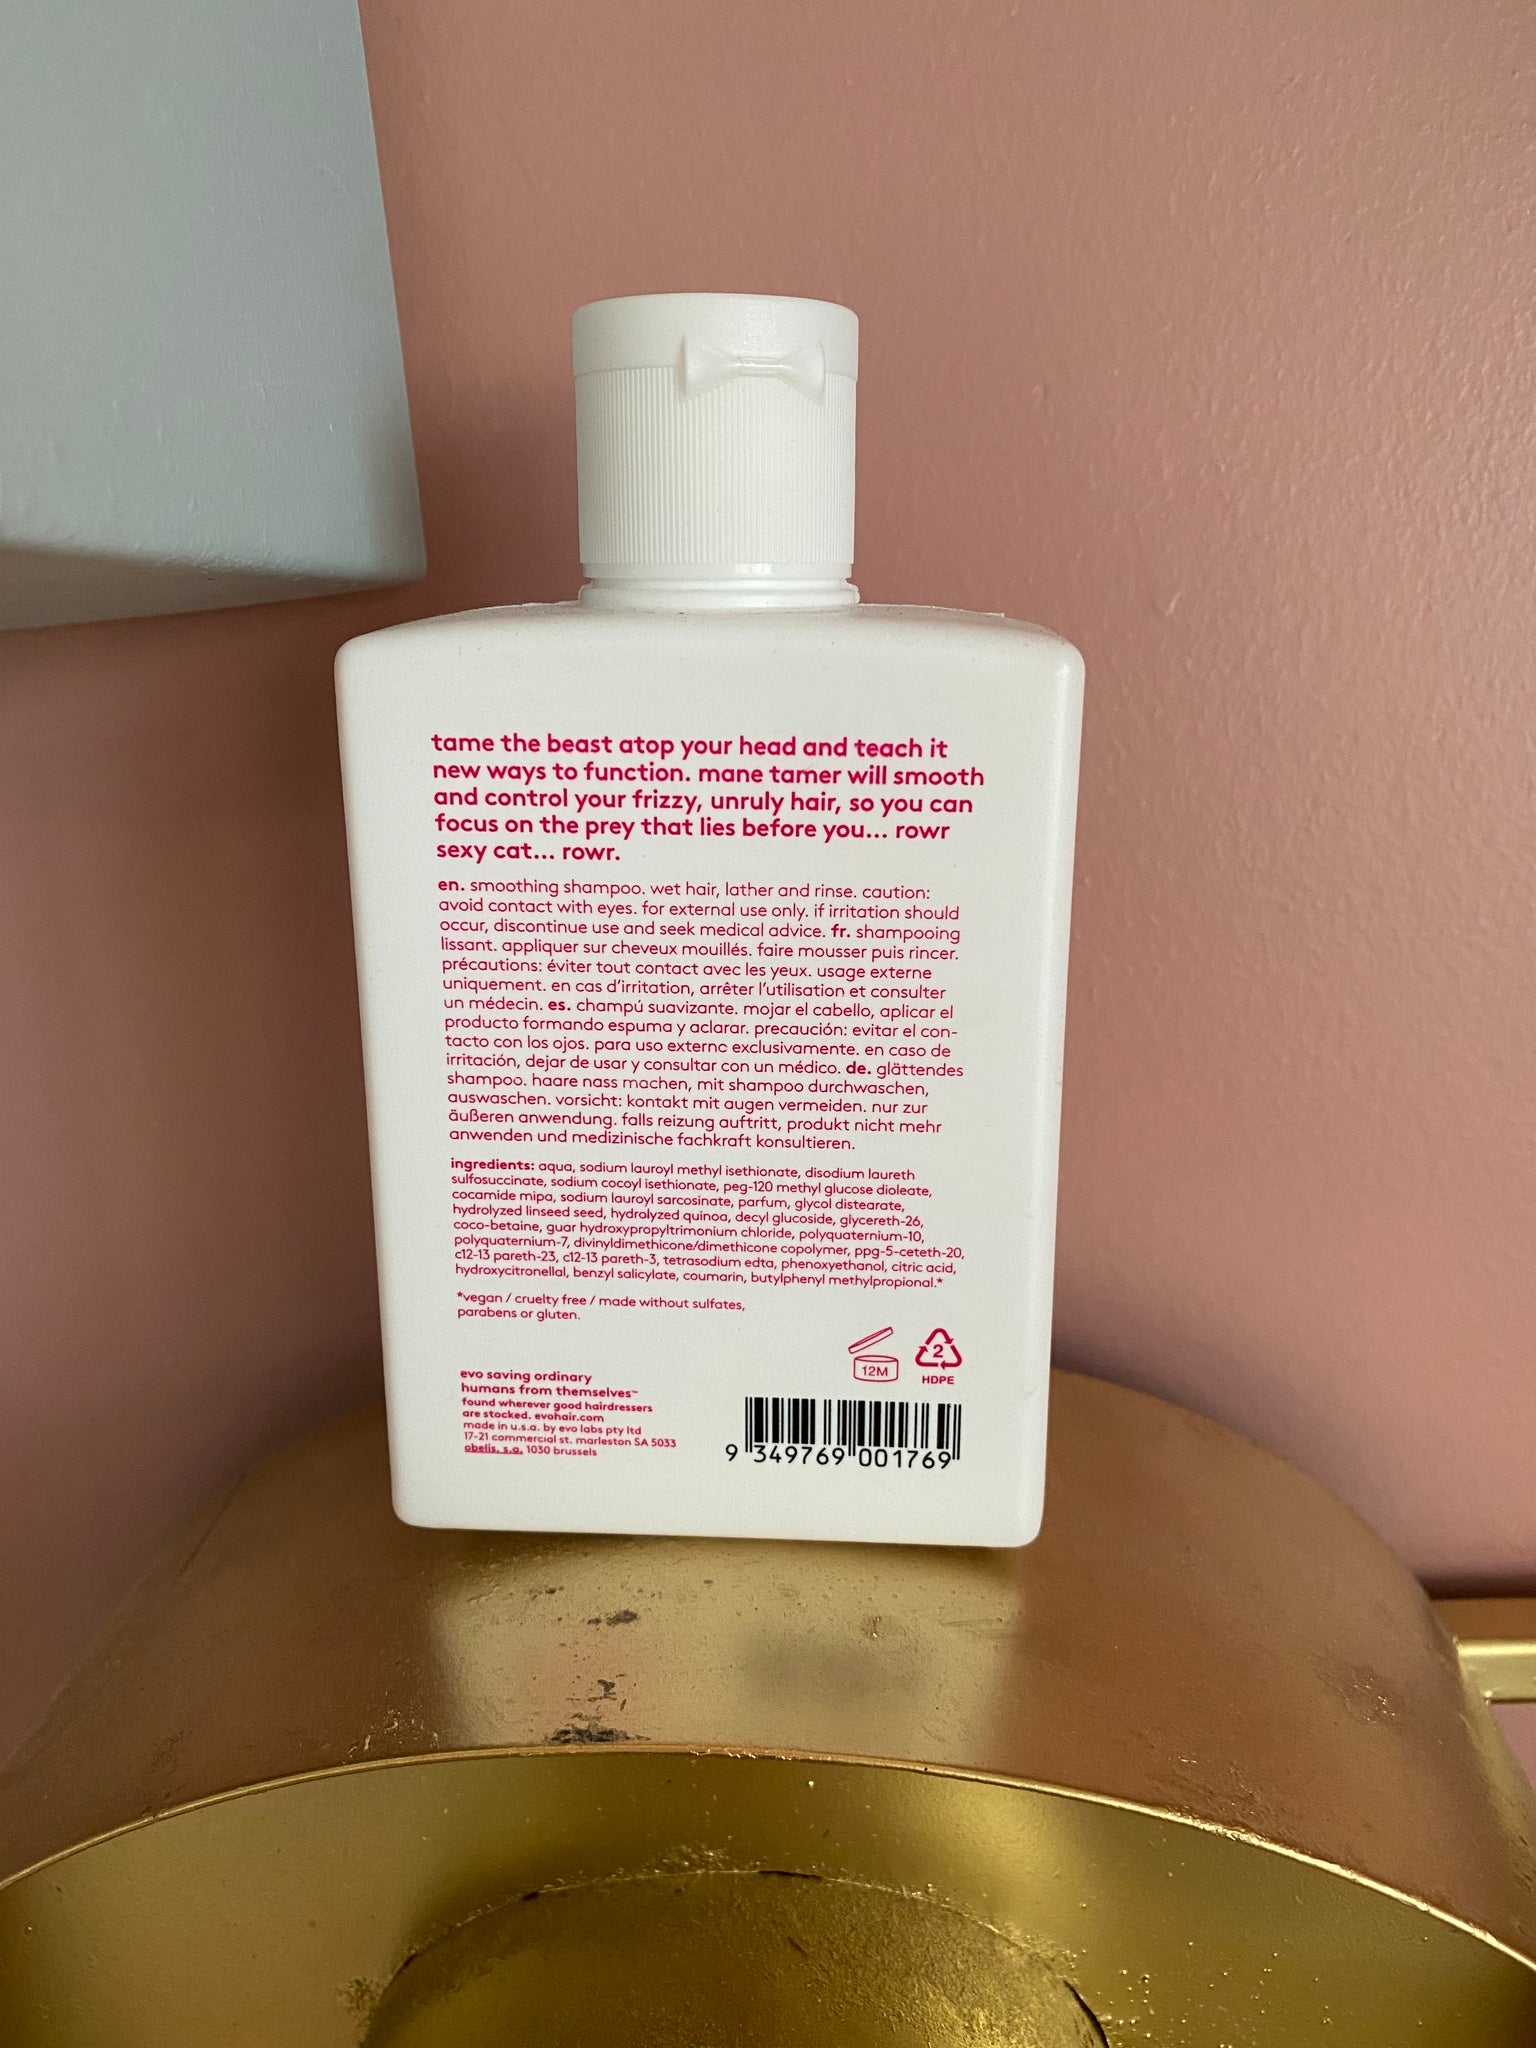 tame the beast atop your head and teach it
new ways to function. mane tamer will smooth
and control your frizzy, unruly hair, so you can
focus on the prey that lies before you... rowr
sexy cat... rowr.
en. smoothing shampoo. wet hair, lather and rinse. caution:
avoid contact with eyes. for external use only. if irritation should
occur, discontinue use and seek medical advice. fr. shampooing
lissant. appliquer sur cheveux mouillés. faire mousser puis rincer.
précautions: éviter tout contact avec les yeux. usage externe
uniquement. en cas d'irritation, arrêter l'utilisation et consulter
un médecin. es. champú suavizante. mojar el cabello, aplicar el
producto formando espuma y aclarar. precaución: evitar el con-
tacto con los ojos. para uso externo exclusivamente. en caso de
irritación, dejar de usar y consultar con un médico. de. glättendes
shampoo. haare nass machen, mit shampoo durchwaschen,
auswaschen. vorsicht: kontakt mit augen vermeiden. nur zur
äußeren anwendung. falls reizung auftritt, produkt nicht mehr
anwenden und medizinische fachkraft konsultieren.
ingredients: aqua, sodium lauroyl methyl isethionate, disodium laureth
sulfosuccinate, sodium cocoyl isethionate, peg-120 methyl glucose dioleate,
cocamide mipa, sodium lauroyl sarcosinate, parfum, glycol distearate,
hydrolyzed linseed seed, hydrolyzed quinoa, decyl glucoside, glycereth-26,
coco-betaine, guar hydroxypropyltrimonium chloride, polyquaternium-10,
polyquaternium-7, divinyldimethicone/dimethicone copolymer, ppg-5-ceteth-20,
c12-13 pareth-23, c12-13 pareth-3, tetrasodium edta, phenoxyethanol, citric acid,
hydroxycitronellal, benzyl salicylate, coumarin, butylphenyl methylpropional.*
*vegan / cruelty free / made without sulfates,
parabens or gluten.
12M
2
HDPE
evo saving ordinary
humans from themselves™
found wherever good hairdressers
are stocked. evohair.com
made in u.s.a. by evo labs pty ltd
17-21 commercial st. marleston SA 5033
obelis. s.a. 1030 brussels
9 349769 001769